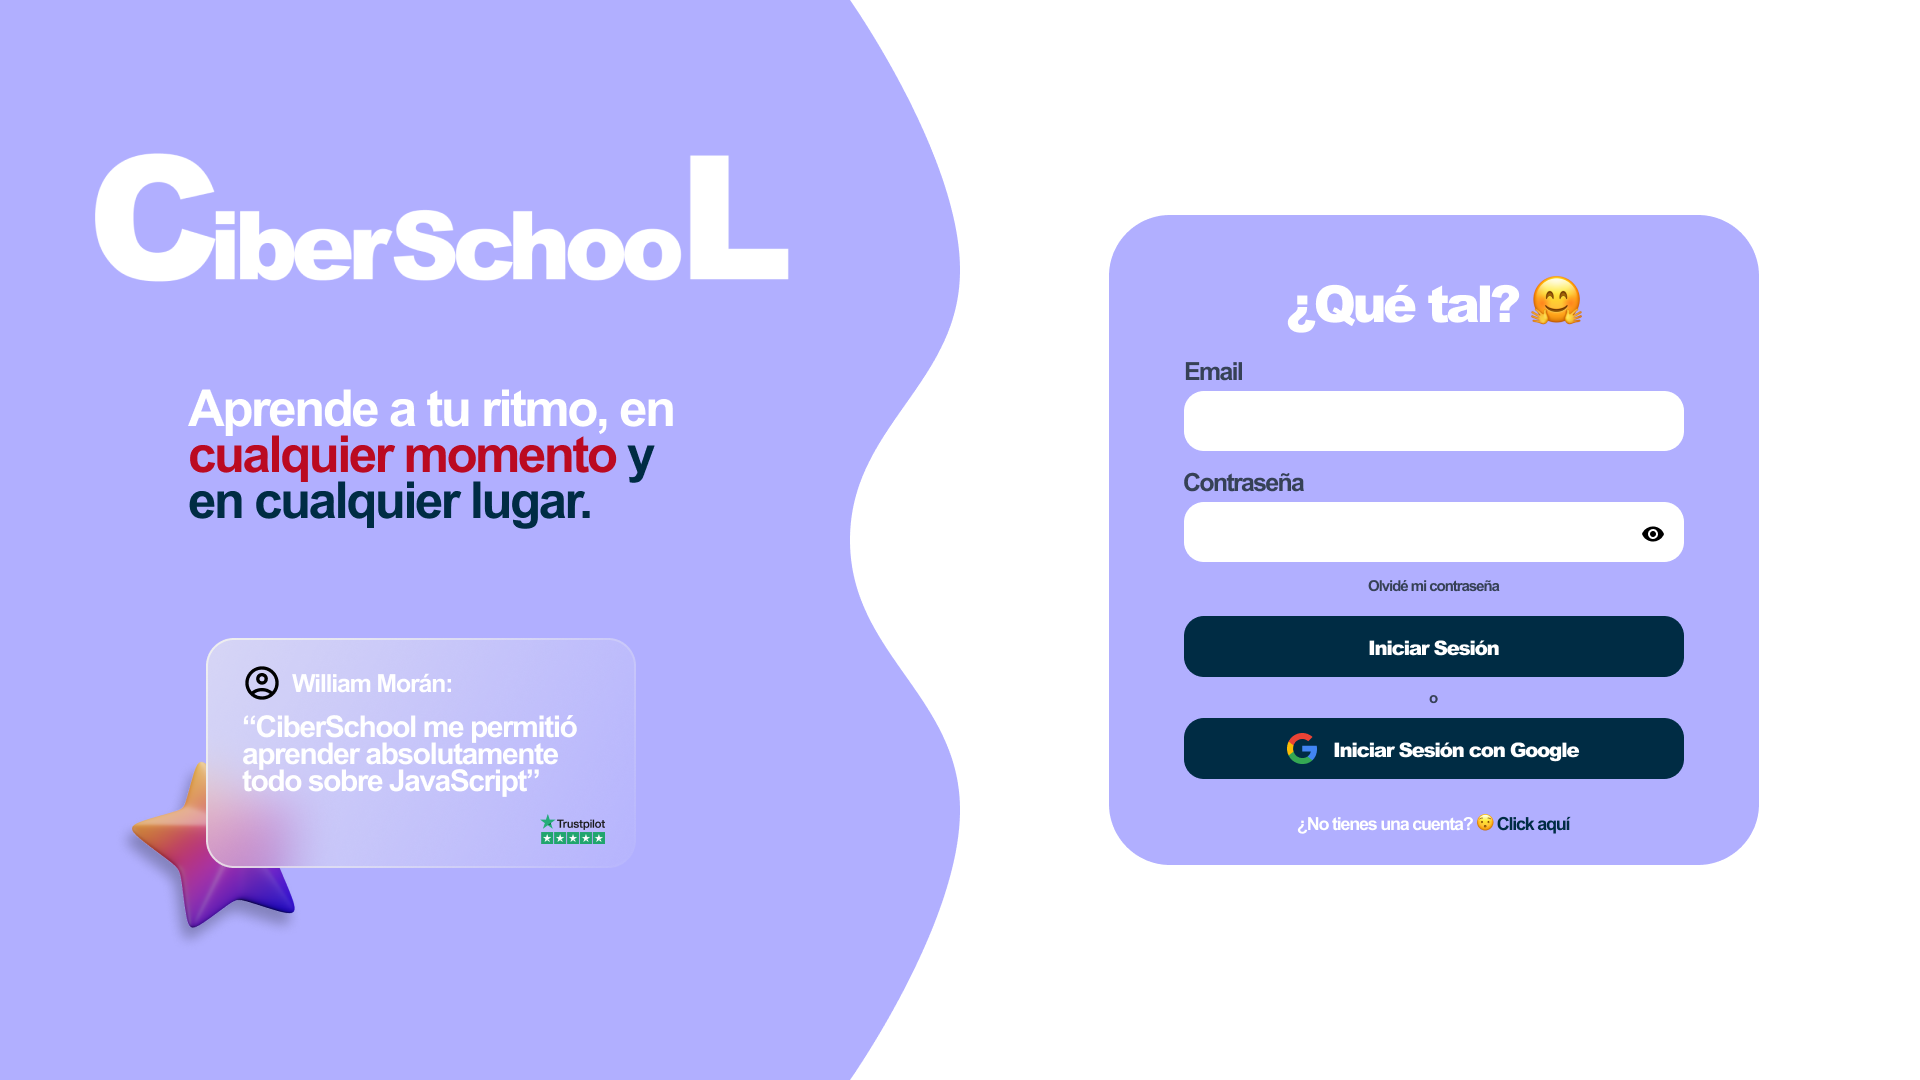 CiberSchooL
Aprende a tu ritmo, en
cualquier momento y
en cualquier lugar.
William Morán:
“CiberSchool me permitió
aprender absolutamente
todo sobre JavaScript”
Trustpilot
¿Qué tal? 🤗
Email
Contraseña
Olvidé mi contraseña
Iniciar Sesión
o
Iniciar Sesión con Google
¿No tienes una cuenta? 😴 Click aquí